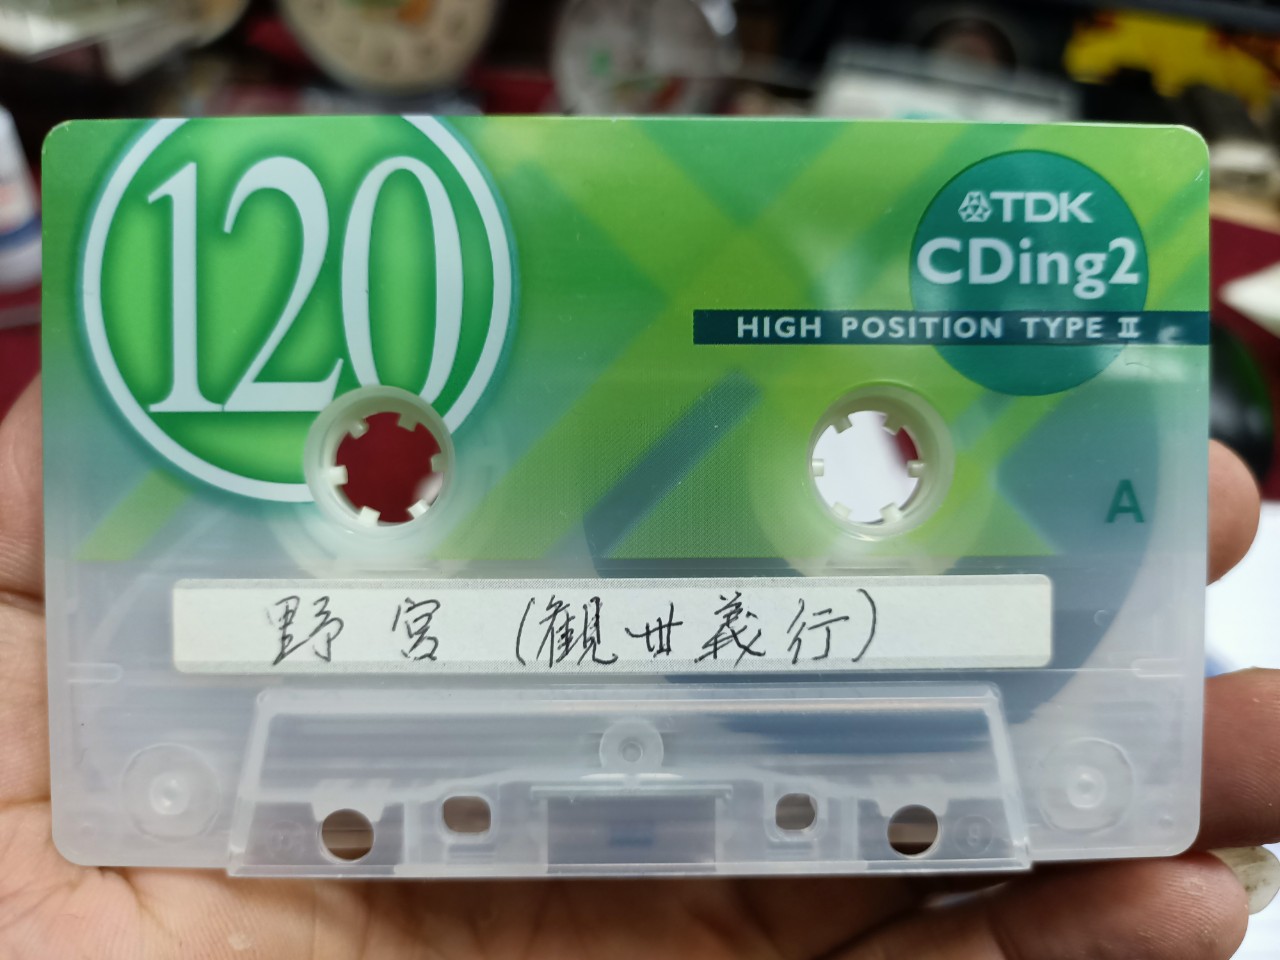 120
TDK
CDing2
HIGH POSITION TYPE II
A
野宮(観世義行)